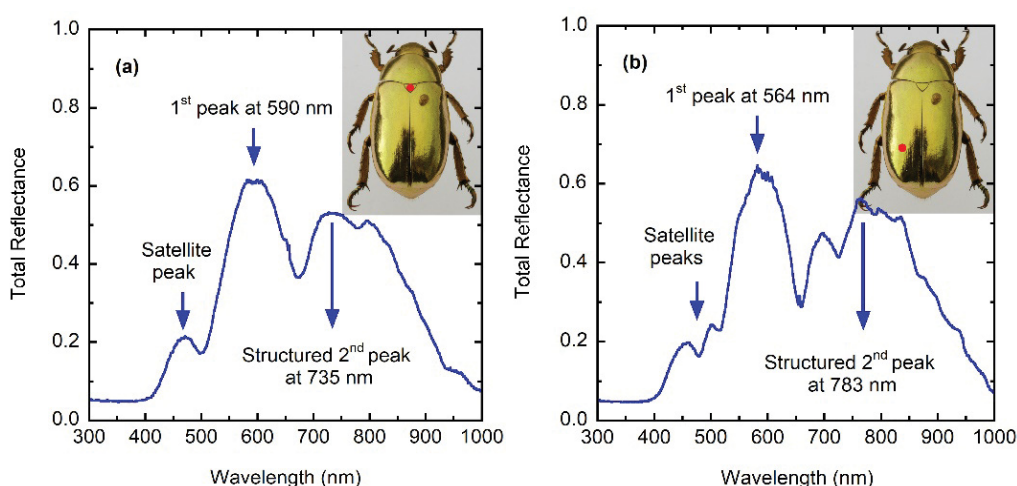 (a)
1st peak at 590 nm
Satellite
peak
Structured 2nd peak
at 735 nm
Total Reflectance
1.0
0.8
0.6
0.4
0.2
0.0
300 400 500 600 700 800 900 1000
Wavelength (nm)
(b)
1st peak at 564 nm
Satellite
peaks
Structured 2nd peak
at 783 nm
Total Reflectance
1.0
0.8
0.6
0.4
0.2
0.0
300 400 500 600 700 800 900 1000
Wavelength (nm)